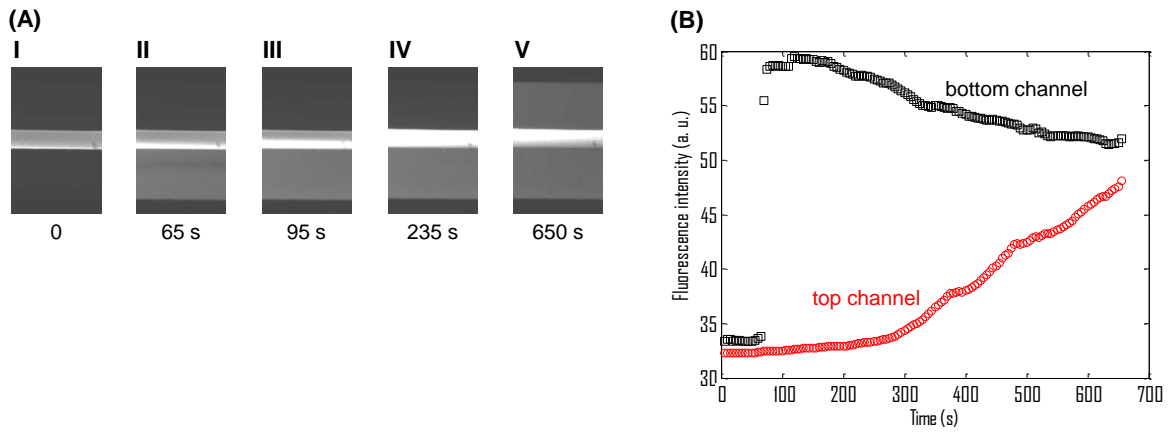 (A)
I II III IV V
0 65 s 95 s 235 s 650 s
(B)
Fluorescence intensity (a. u.)
60
55
50
45
40
35
30
bottom channel
top channel
0 100 200 300 400 500 600 700
Time (s)